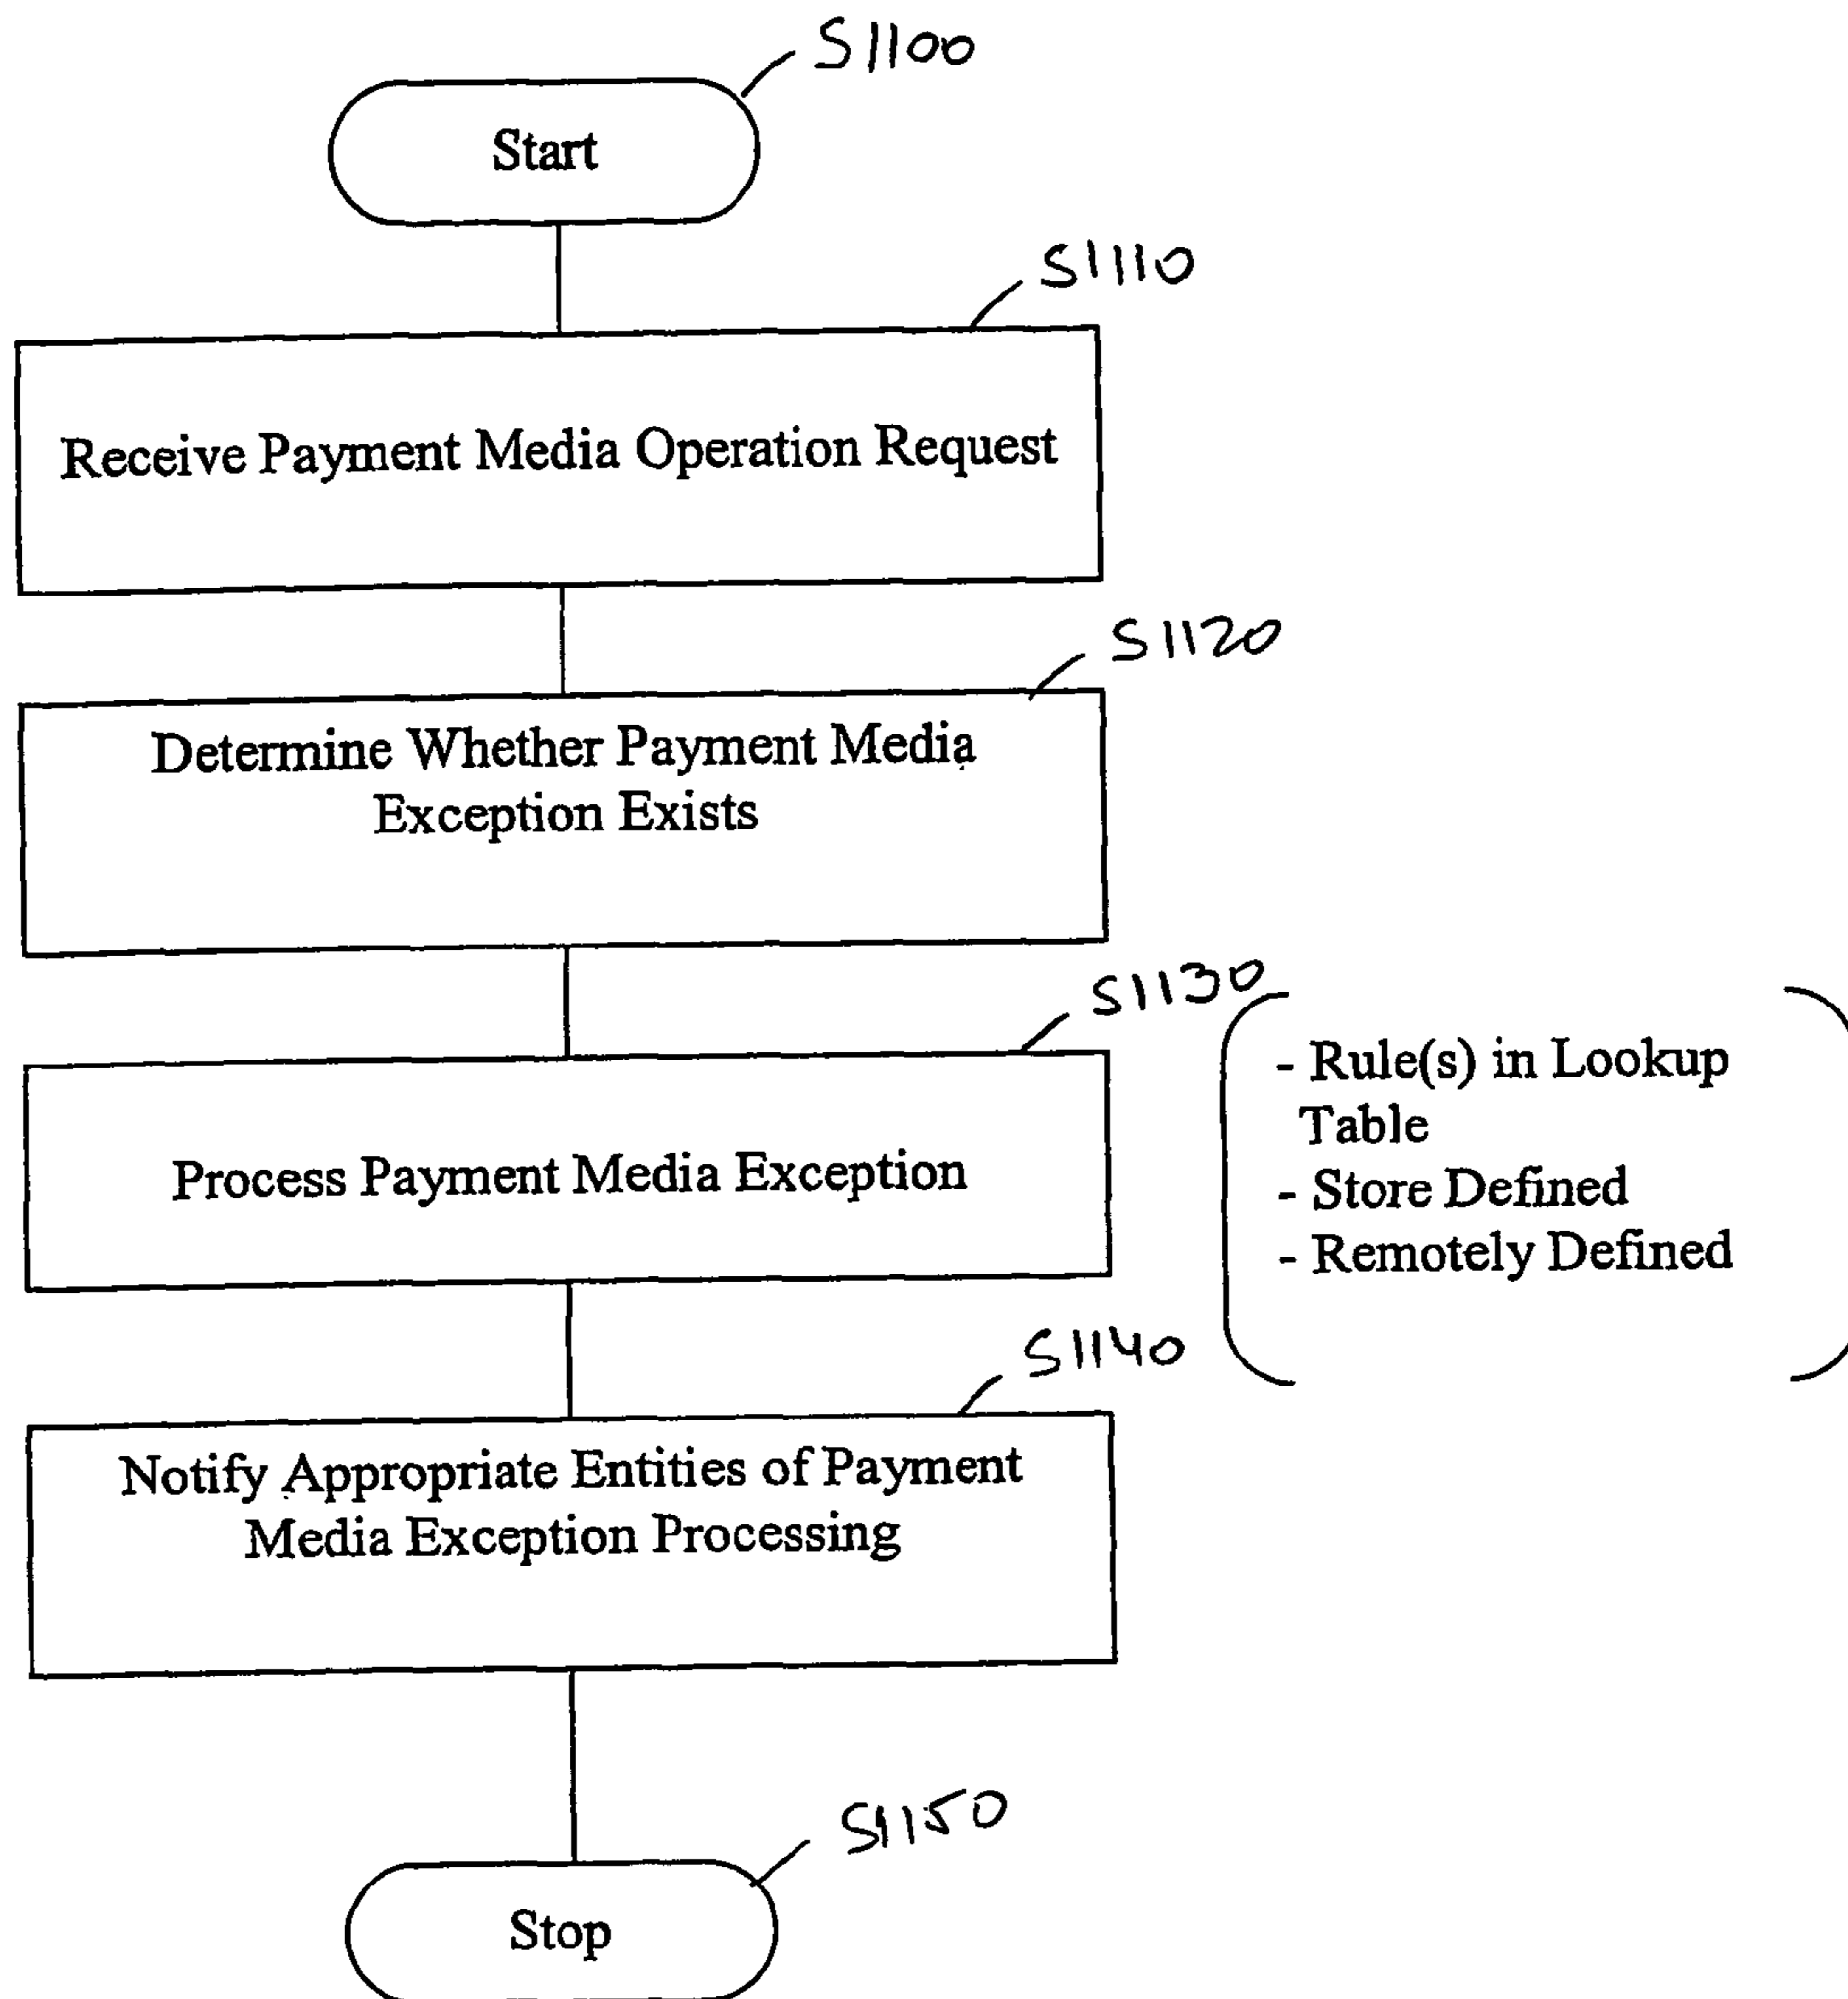 S1100
Start
S1110
Receive Payment Media Operation Request
S1120
Determine Whether Payment Media
Exception Exists
S1130
- Rule(s) in Lookup
Table
- Store Defined
- Remotely Defined
Process Payment Media Exception
S1140
Notify Appropriate Entities of Payment
Media Exception Processing
S1150
Stop